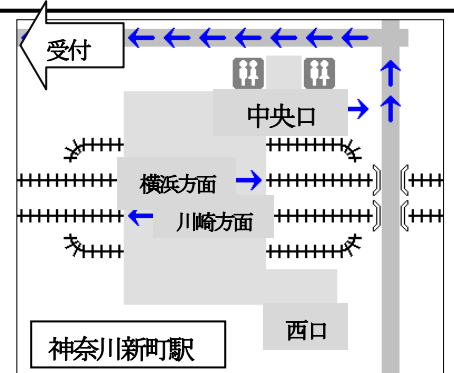 受付
中央口
横浜方面
川崎方面
西口
神奈川新町駅